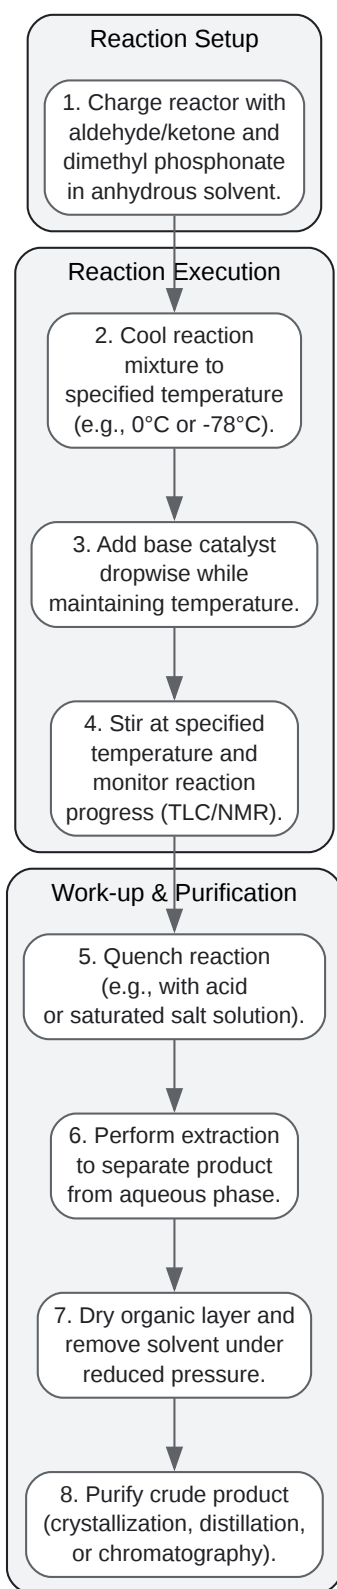 Reaction Setup
1. Charge reactor with
aldehyde/ketone and
dimethyl phosphonate
in anhydrous solvent.
Reaction Execution
2. Cool reaction
mixture to
specified temperature
(e.g., 0°C or -78°C).
3. Add base catalyst
dropwise while
maintaining temperature.
4. Stir at specified
temperature and
monitor reaction
progress (TLC/NMR).
Work-up & Purification
5. Quench reaction
(e.g., with acid
or saturated salt solution).
6. Perform extraction
to separate product
from aqueous phase.
7. Dry organic layer and
remove solvent under
reduced pressure.
8. Purify crude product
(crystallization, distillation,
or chromatography).